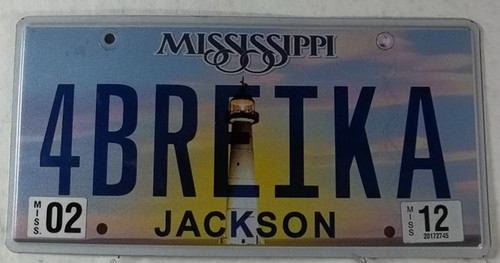 MISSISSIPPI
4BREIKA
MISS. 02
JACKSON
MISS 12
20172745